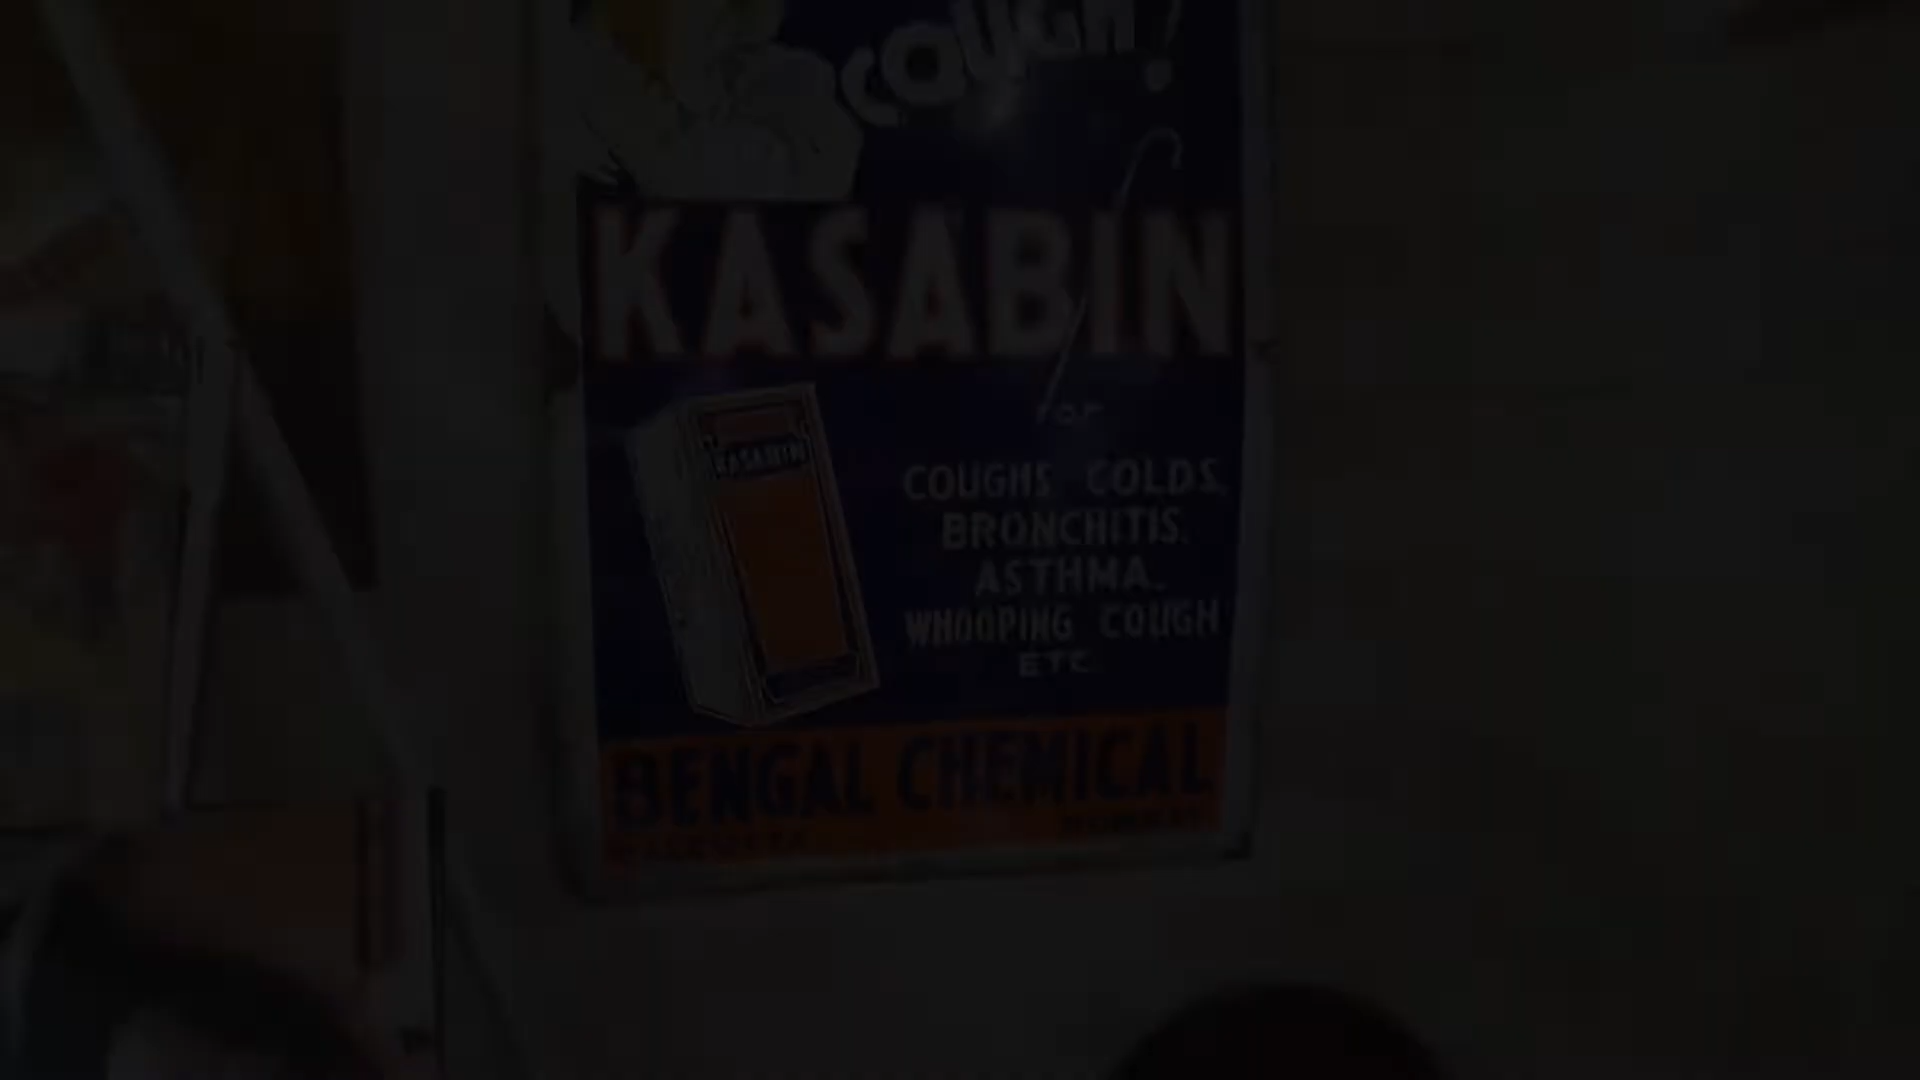 COUGH!
KASABIN
for
KASABIN
COUGHS COLDS,
BRONCHITIS.
ASTHMA.
WHOOPING COUGH
ETC.
BENGAL CHEMICAL